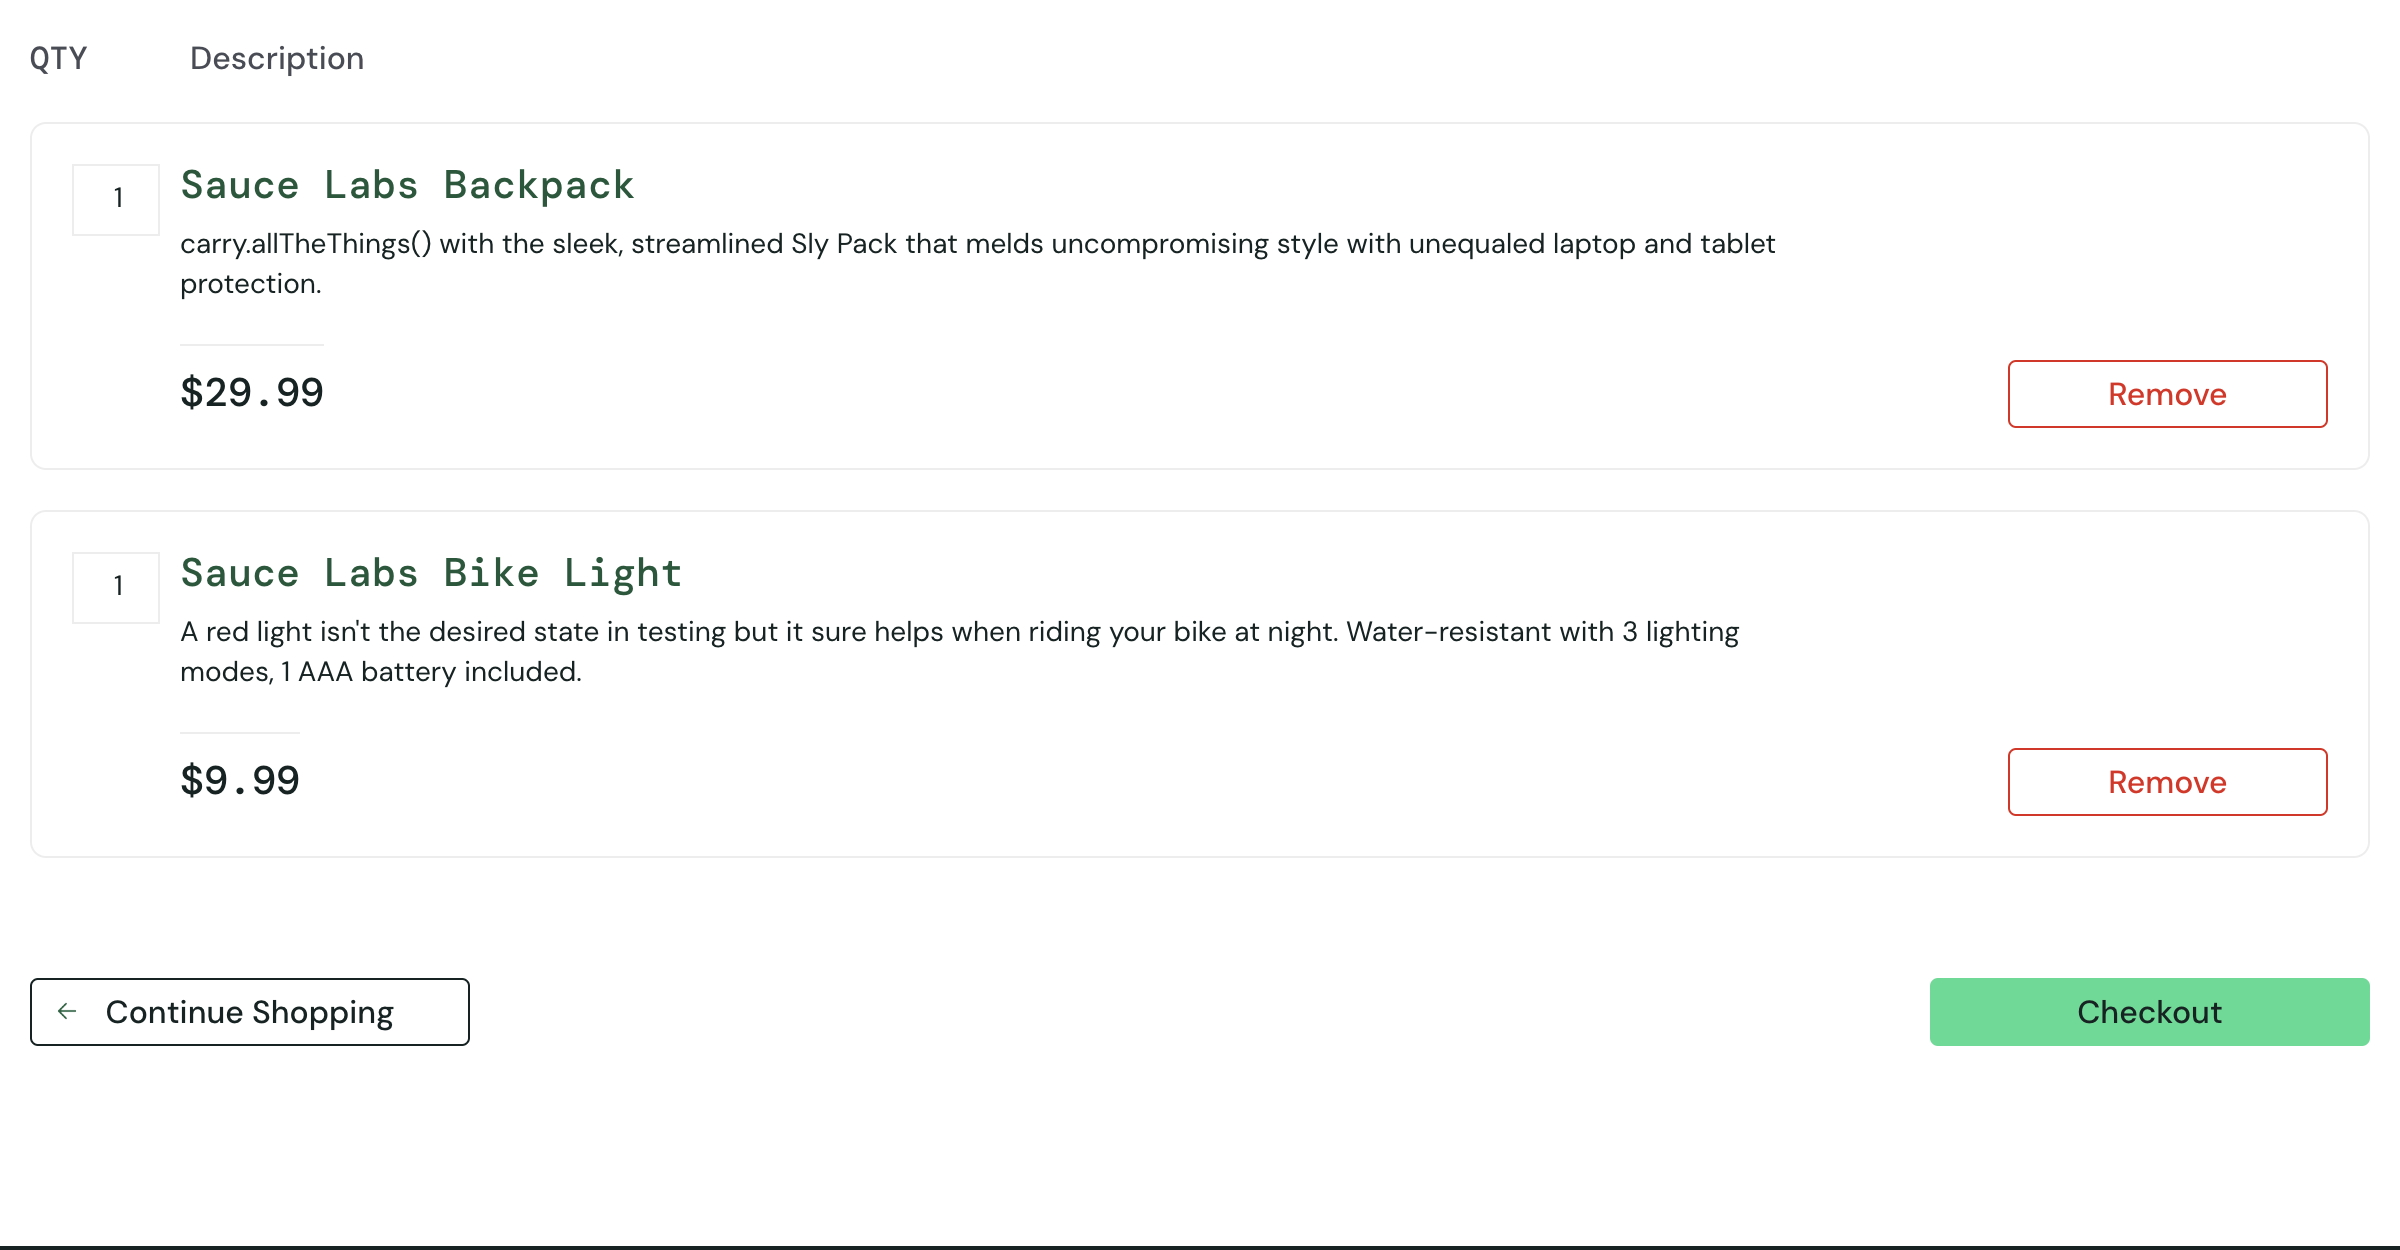 QTY Description
1 Sauce Labs Backpack
carry.allTheThings() with the sleek, streamlined Sly Pack that melds uncompromising style with unequaled laptop and tablet
protection.
$29.99 Remove
1 Sauce Labs Bike Light
A red light isn't the desired state in testing but it sure helps when riding your bike at night. Water-resistant with 3 lighting
modes, 1 AAA battery included.
$9.99 Remove
Continue Shopping Checkout